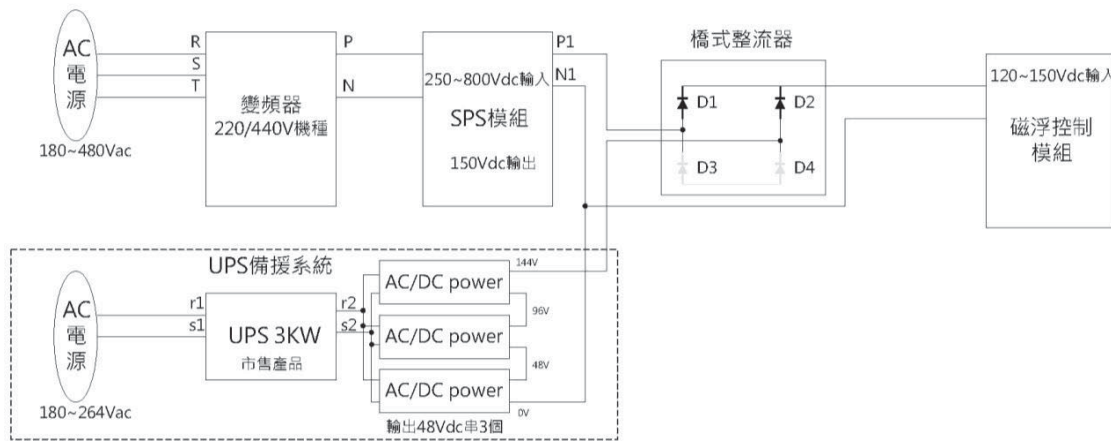 AC
電
源
180~480Vac
R
S
T
變頻器
220/440V機種
P
N
250~800Vdc輸入
SPS模組
150Vdc輸出
P1
N1
橋式整流器
D1
D2
D3
D4
120~150Vdc輸入
磁浮控制
模組
UPS備援系統
AC
電
源
180~264Vac
r1
s1
UPS 3KW
市售產品
r2
s2
AC/DC power
AC/DC power
AC/DC power
144V
96V
48V
0V
輸出48Vdc串3個